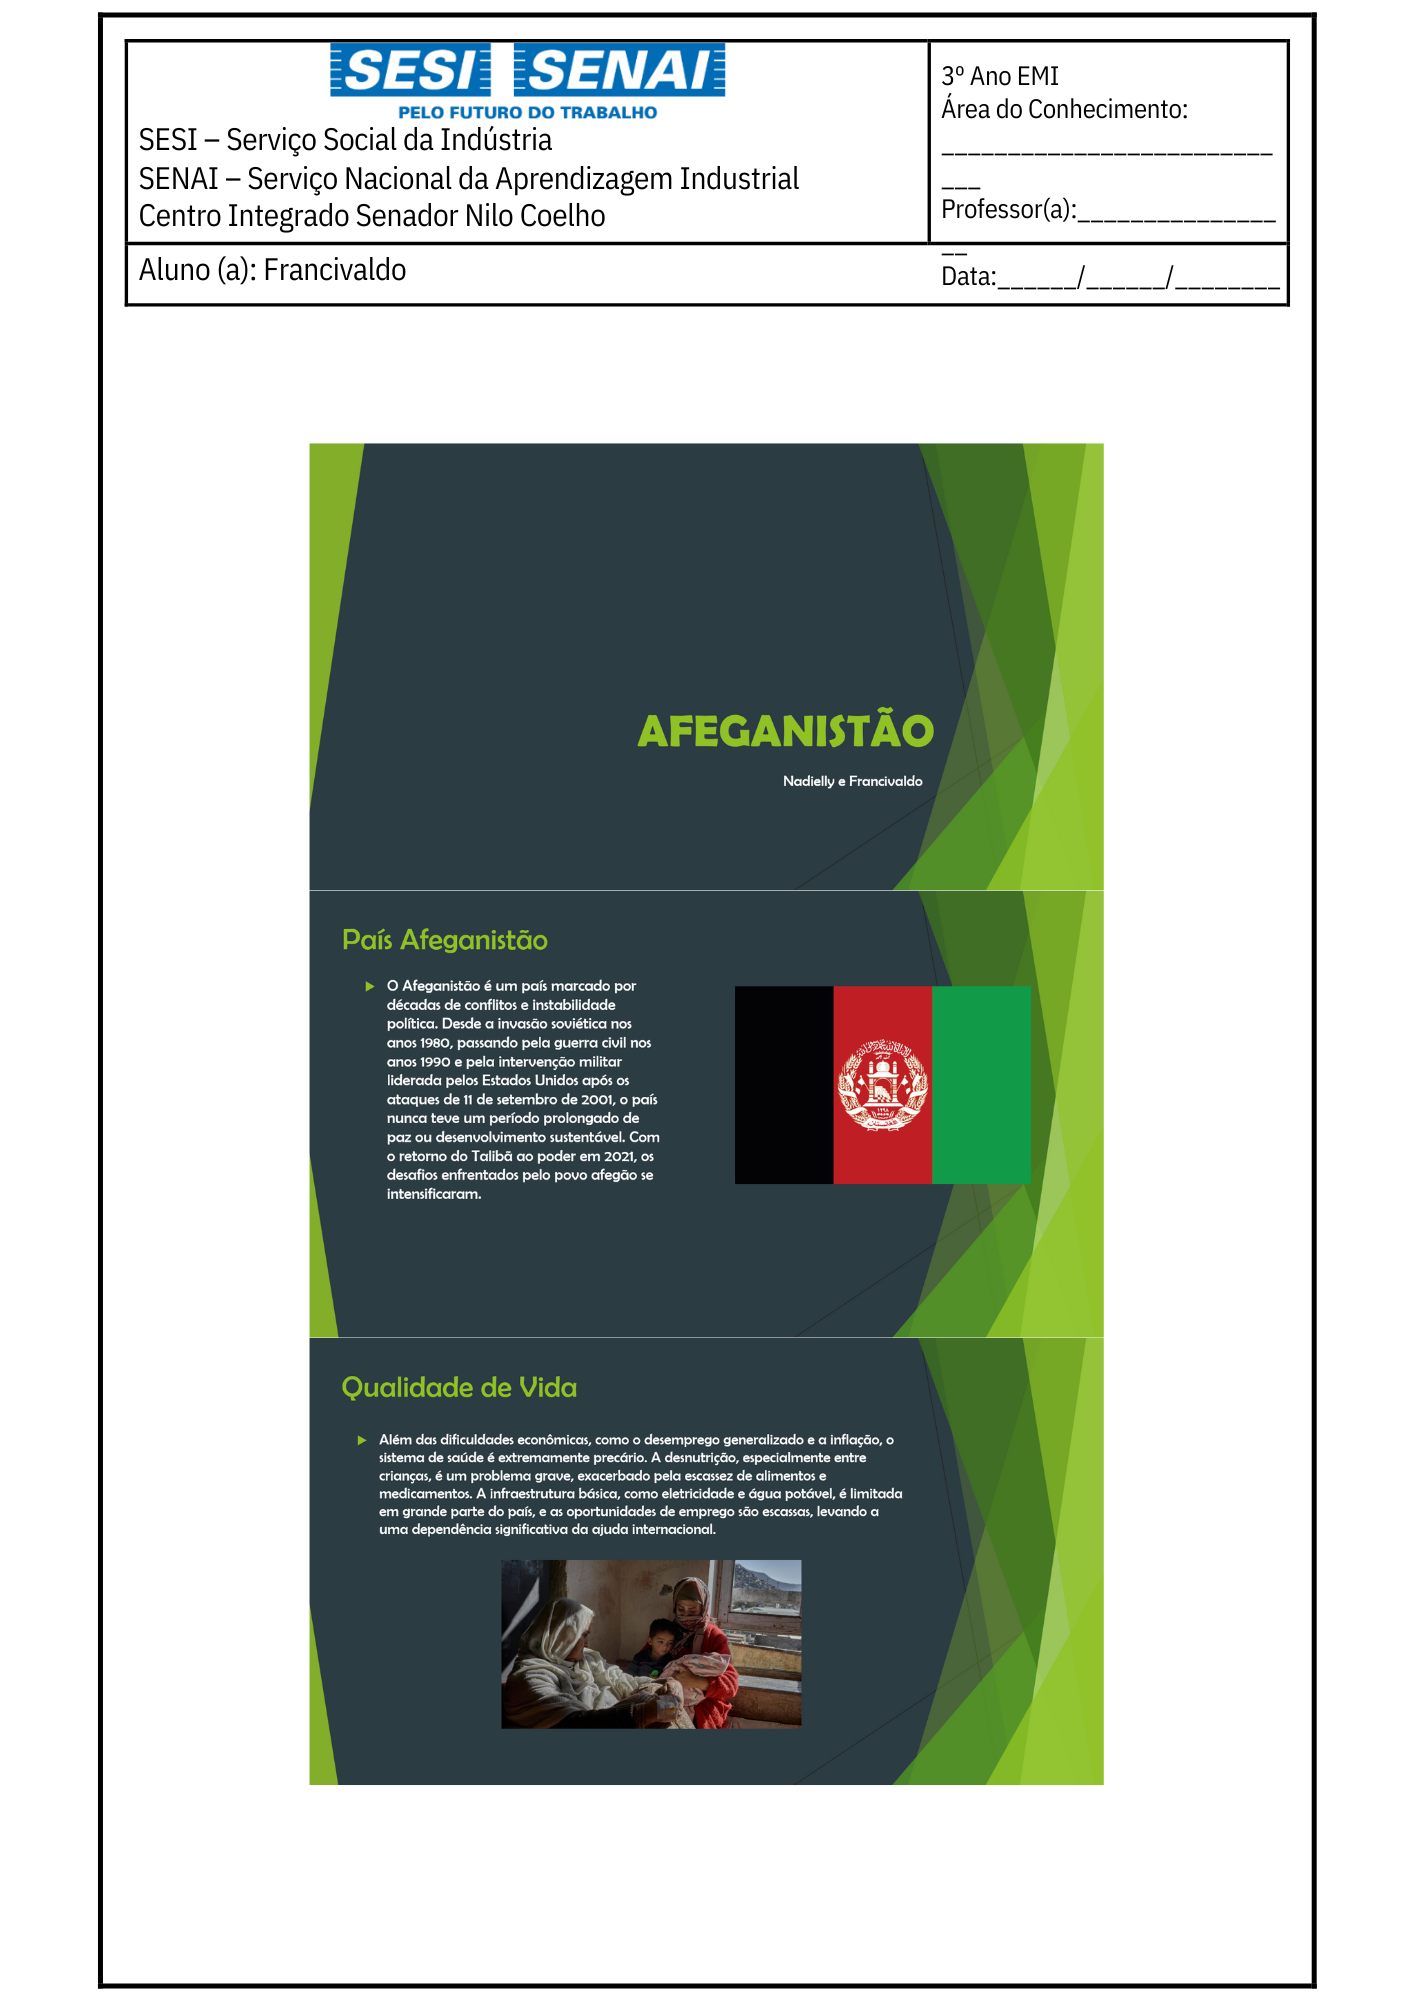 SESI SENAI
PELO FUTURO DO TRABALHO
SESI – Serviço Social da Indústria
SENAI – Serviço Nacional da Aprendizagem Industrial
Centro Integrado Senador Nilo Coelho
3º Ano EMI
Área do Conhecimento:
_________________________
___
Professor(a):_______________
__
Aluno (a): Francivaldo
Data:______/______/________
AFEGANISTÃO
Nadielly e Francivaldo
País Afeganistão
O Afeganistão é um país marcado por
décadas de conflitos e instabilidade
política. Desde a invasão soviética nos
anos 1980, passando pela guerra civil nos
anos 1990 e pela intervenção militar
liderada pelos Estados Unidos após os
ataques de 11 de setembro de 2001, o país
nunca teve um período prolongado de
paz ou desenvolvimento sustentável. Com
o retorno do Talibã ao poder em 2021, os
desafios enfrentados pelo povo afegão se
intensificaram.
Qualidade de Vida
Além das dificuldades econômicas, como o desemprego generalizado e a inflação, o
sistema de saúde é extremamente precário. A desnutrição, especialmente entre
crianças, é um problema grave, exacerbado pela escassez de alimentos e
medicamentos. A infraestrutura básica, como eletricidade e água potável, é limitada
em grande parte do país, e as oportunidades de emprego são escassas, levando a
uma dependência significativa da ajuda internacional.